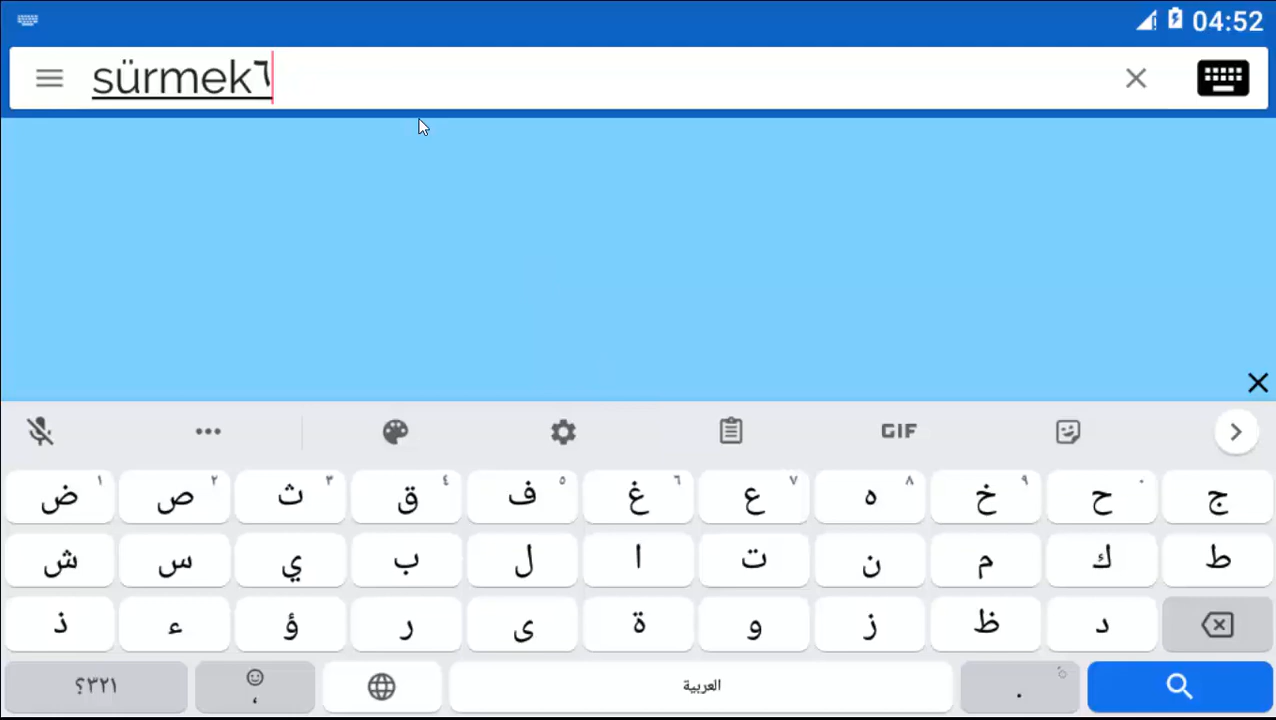 04:52
sürmek٦
GIF
ض ١ ص ٢ ث ٣ ق ٤ ف ٥ غ ٦ ع ٧ ه ٨ خ ٩ ح ٠ ج
ش س ي ب ل ا ت ن م ك ط
ذ ء ؤ ر ى ة و ز ظ د
؟٣٢١ ، العربية .